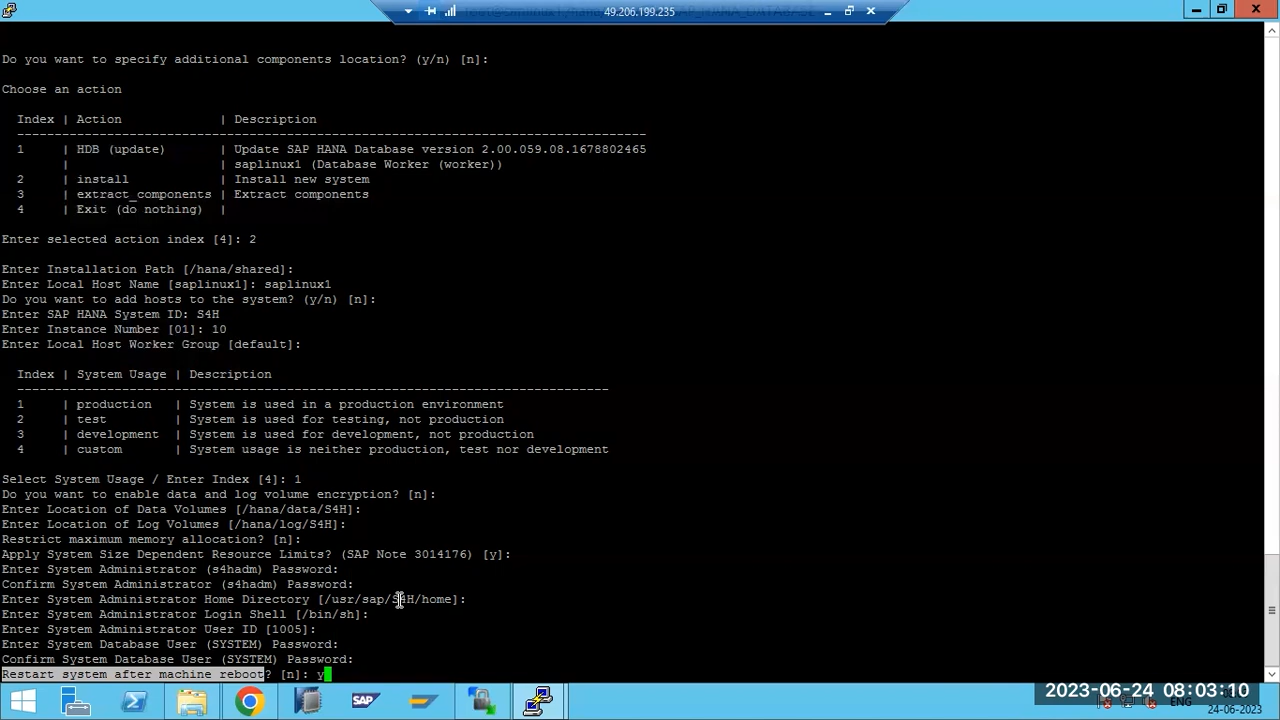 49.206.199.235
Do you want to specify additional components location? (y/n) [n]:
Choose an action
Index | Action | Description
1 | HDB (update) | Update SAP HANA Database version 2.00.059.08.1678802465
| | saplinux1 (Database Worker (worker))
2 | install | Install new system
3 | extract_components | Extract components
4 | Exit (do nothing) |
Enter selected action index [4]: 2
Enter Installation Path [/hana/shared]:
Enter Local Host Name [saplinux1]: saplinux1
Do you want to add hosts to the system? (y/n) [n]:
Enter SAP HANA System ID: S4H
Enter Instance Number [01]: 10
Enter Local Host Worker Group [default]:
Index | System Usage | Description
1 | production | System is used in a production environment
2 | test | System is used for testing, not production
3 | development | System is used for development, not production
4 | custom | System usage is neither production, test nor development
Select System Usage / Enter Index [4]: 1
Do you want to enable data and log volume encryption? [n]:
Enter Location of Data Volumes [/hana/data/S4H]:
Enter Location of Log Volumes [/hana/log/S4H]:
Restrict maximum memory allocation? [n]:
Apply System Size Dependent Resource Limits? (SAP Note 3014176) [y]:
Enter System Administrator (s4hadm) Password:
Confirm System Administrator (s4hadm) Password:
Enter System Administrator Home Directory [/usr/sap/S4H/home]:
Enter System Administrator Login Shell [/bin/sh]:
Enter System Administrator User ID [1005]:
Enter System Database User (SYSTEM) Password:
Confirm System Database User (SYSTEM) Password:
Restart system after machine reboot? [n]: y
SAP
2023-06-24 08:03:10
ENG
24-06-2023